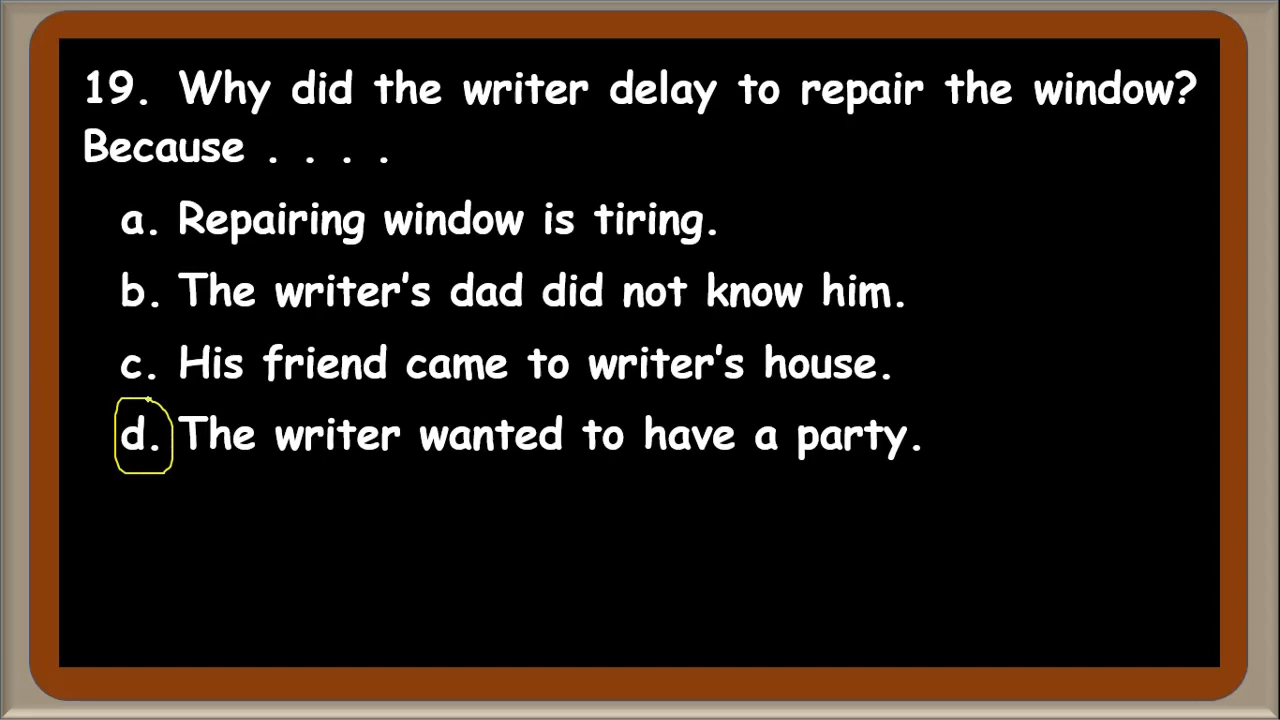 19. Why did the writer delay to repair the window?
Because . . . .
a. Repairing window is tiring.
b. The writer's dad did not know him.
c. His friend came to writer's house.
d. The writer wanted to have a party.